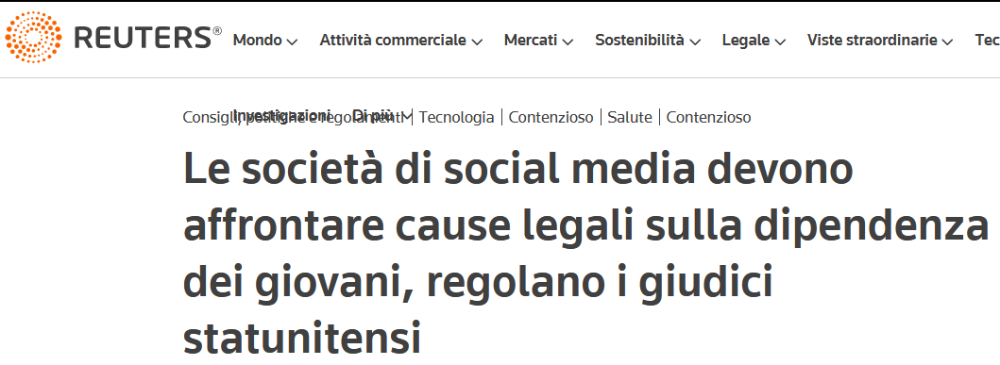 REUTERS®
Mondo Attività commerciale Mercati Sostenibilità Legale Viste straordinarie Tec
Investigazioni Di più
Consigli, politiche e regolamenti | Tecnologia | Contenzioso | Salute | Contenzioso
Le società di social media devono
affrontare cause legali sulla dipendenza
dei giovani, regolano i giudici
statunitensi